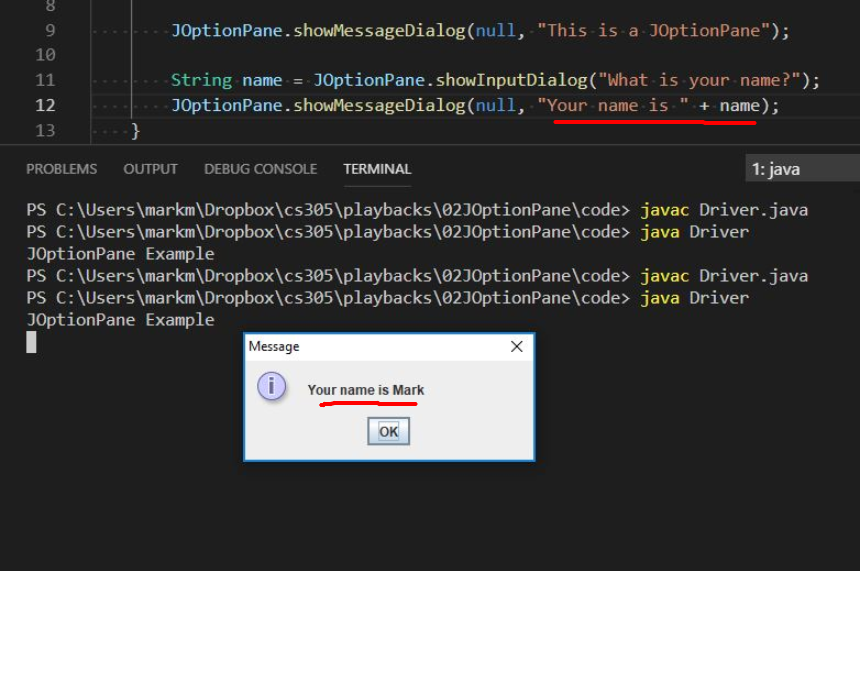 8
9 JOptionPane.showMessageDialog(null, "This is a JOptionPane");
10
11 String name = JOptionPane.showInputDialog("What is your name?");
12 JOptionPane.showMessageDialog(null, "Your name is " + name);
13 }
PROBLEMS OUTPUT DEBUG CONSOLE TERMINAL 1: java
PS C:\Users\markm\Dropbox\cs305\playbacks\02JOptionPane\code> javac Driver.java
PS C:\Users\markm\Dropbox\cs305\playbacks\02JOptionPane\code> java Driver
JOptionPane Example
PS C:\Users\markm\Dropbox\cs305\playbacks\02JOptionPane\code> javac Driver.java
PS C:\Users\markm\Dropbox\cs305\playbacks\02JOptionPane\code> java Driver
JOptionPane Example
Message
Your name is Mark
OK